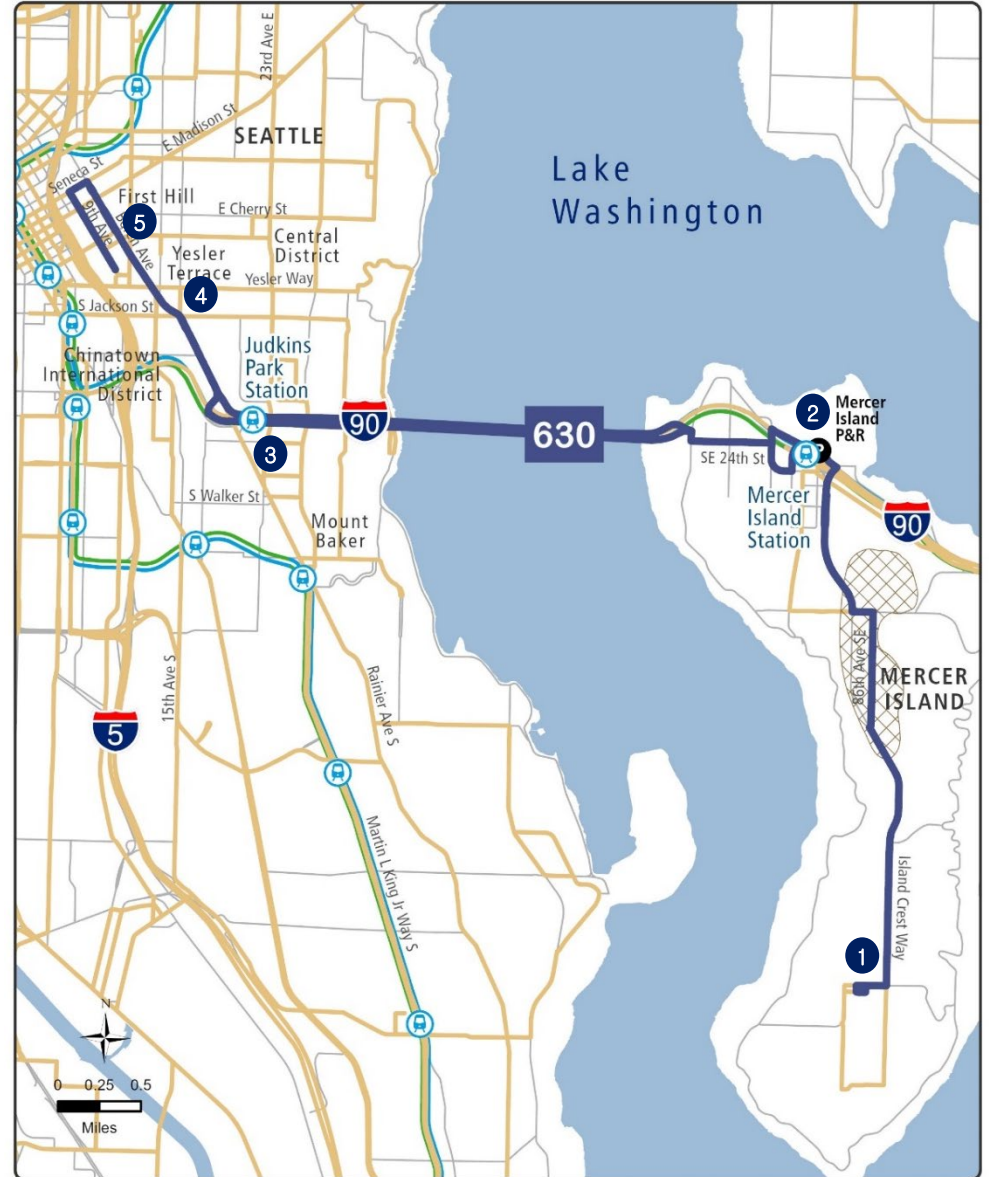 23rd Ave E
E Madison St
SEATTLE
Seneca St
First Hill
5
9th Ave
E Cherry St
Central
District
Yesler
Terrace
Yesler Way
4
S Jackson St
Lake
Washington
Chinatown
International
District
Judkins
Park
Station
90
3
630
2
Mercer
Island
P&R
SE 24th St
Mercer
Island
Station
90
S Walker St
Mount
Baker
86th Ave SE
MERCER
ISLAND
15th Ave S
Rainier Ave S
5
Martin L King Jr Way S
Island Crest Way
1
N
0 0.25 0.5
Miles